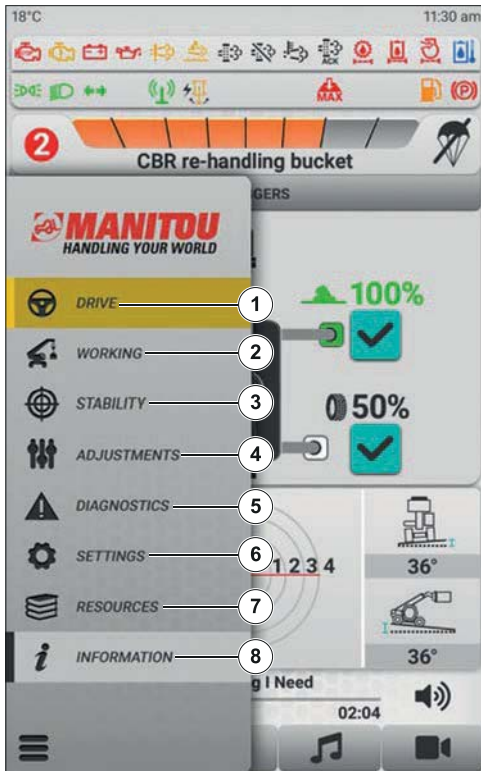 18°C 11:30 am
ACK
MAX
2
CBR re-handling bucket
GERS
MANITOU
HANDLING YOUR WORLD
100%
DRIVE 1
WORKING 2
STABILITY 3
50%
ADJUSTMENTS 4
DIAGNOSTICS 5
SETTINGS 6
1 2 3 4
36°
RESOURCES 7
INFORMATION 8
36°
g I Need
02:04